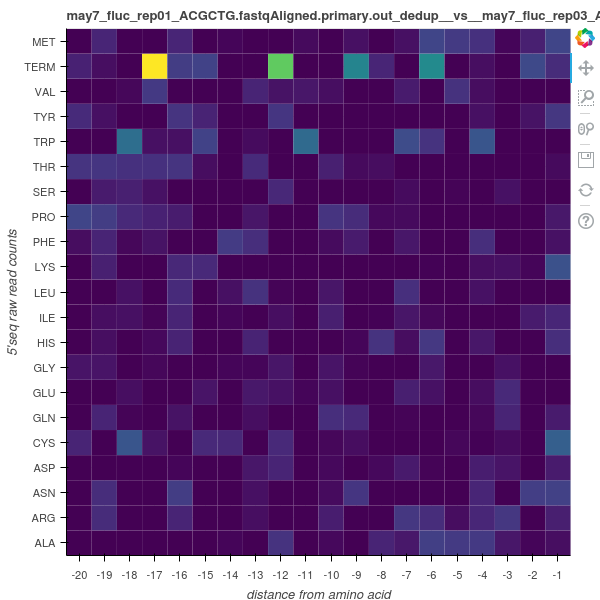 may7_fluc_rep01_ACGCTG.fastqAligned.primary.out_dedup__vs__may7_fluc_rep03_A
MET
TERM
VAL
TYR
TRP
THR
SER
PRO
PHE
LYS
LEU
ILE
HIS
GLY
GLU
GLN
CYS
ASP
ASN
ARG
ALA
5'seq raw read counts
-20 -19 -18 -17 -16 -15 -14 -13 -12 -11 -10 -9 -8 -7 -6 -5 -4 -3 -2 -1
distance from amino acid